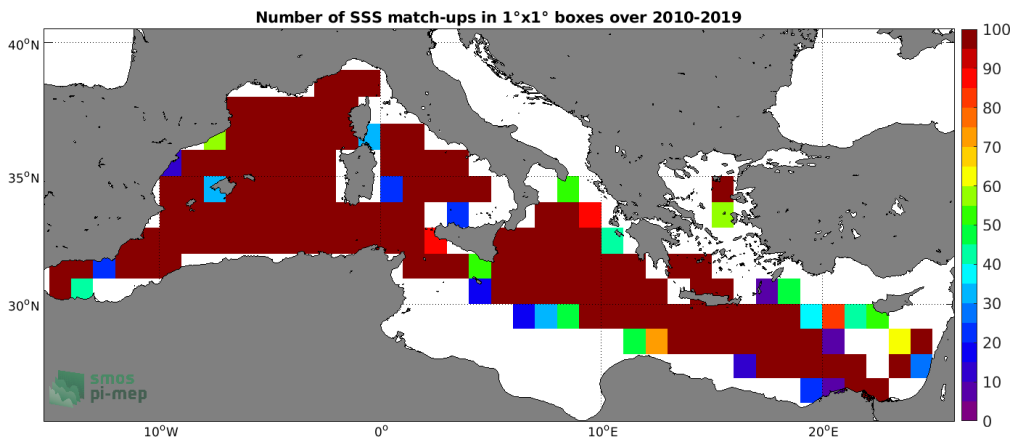 Number of SSS match-ups in 1°x1° boxes over 2010-2019
40°N
35°N
30°N
10°W
0°
10°E
20°E
100
90
80
70
60
50
40
30
20
10
0
smos
pi-mep